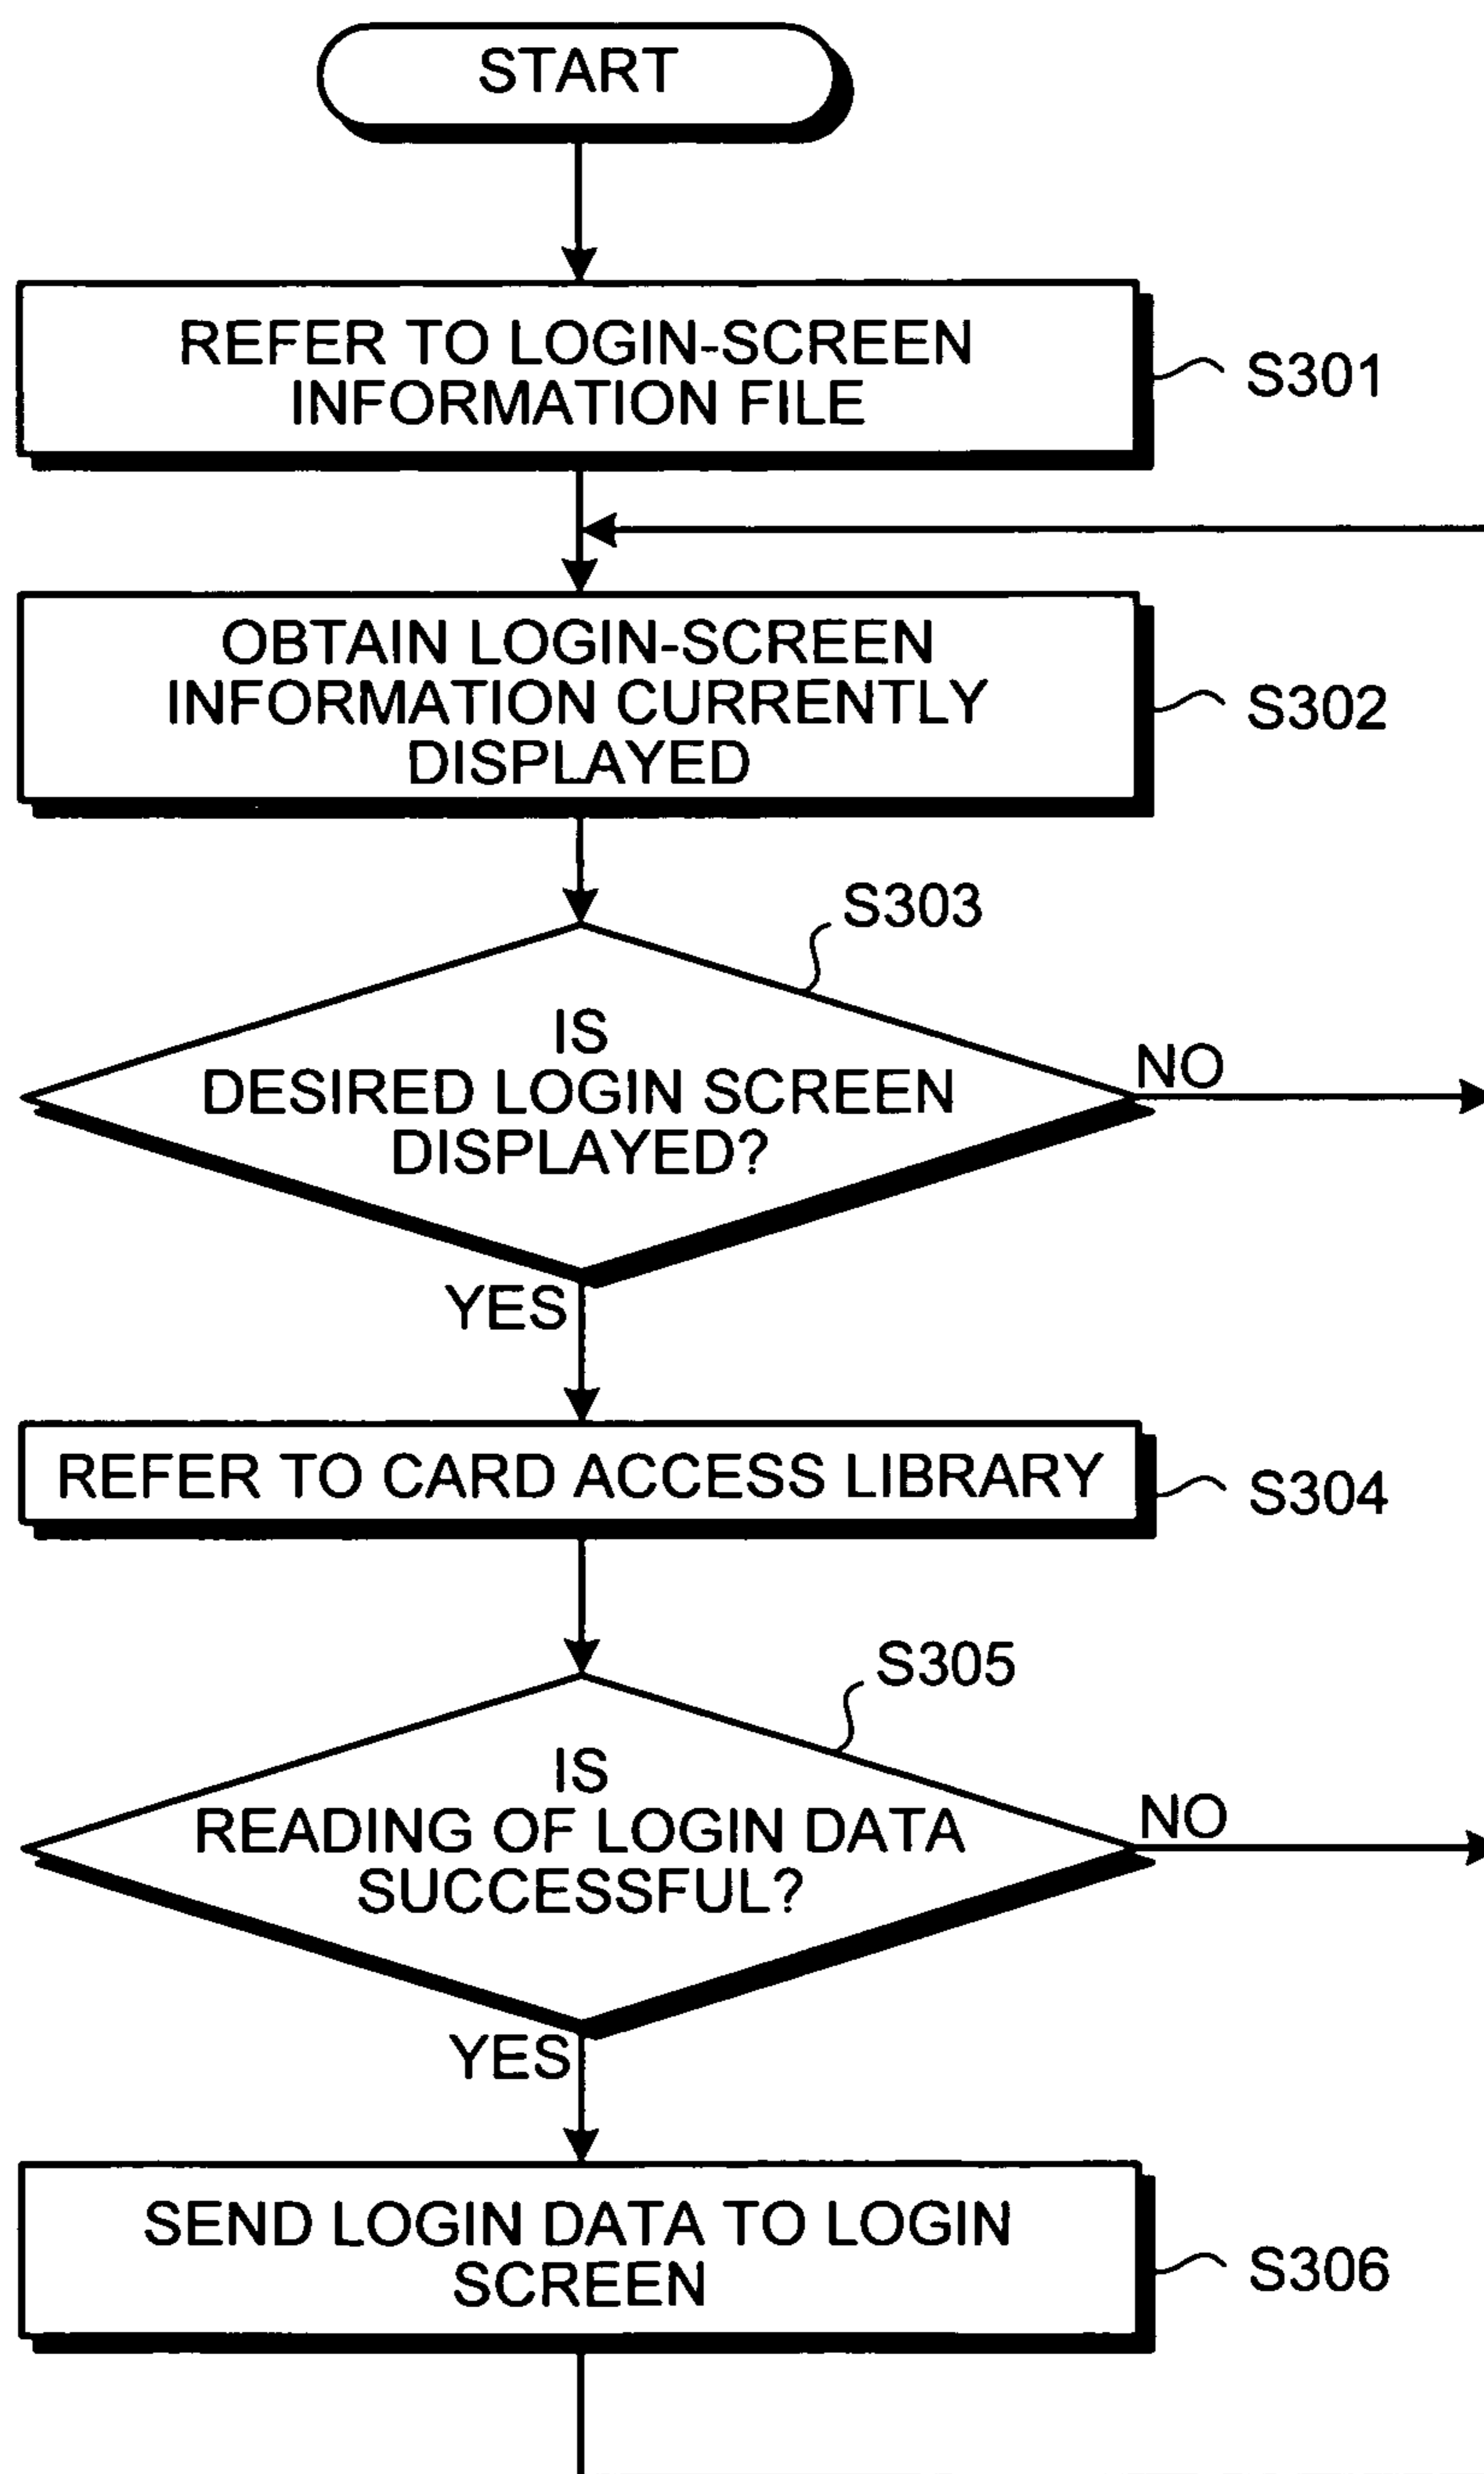 START
REFER TO LOGIN-SCREEN
INFORMATION FILE
S301
OBTAIN LOGIN-SCREEN
INFORMATION CURRENTLY
DISPLAYED
S302
S303
IS
DESIRED LOGIN SCREEN
DISPLAYED?
NO
YES
REFER TO CARD ACCESS LIBRARY
S304
S305
IS
READING OF LOGIN DATA
SUCCESSFUL?
NO
YES
SEND LOGIN DATA TO LOGIN
SCREEN
S306